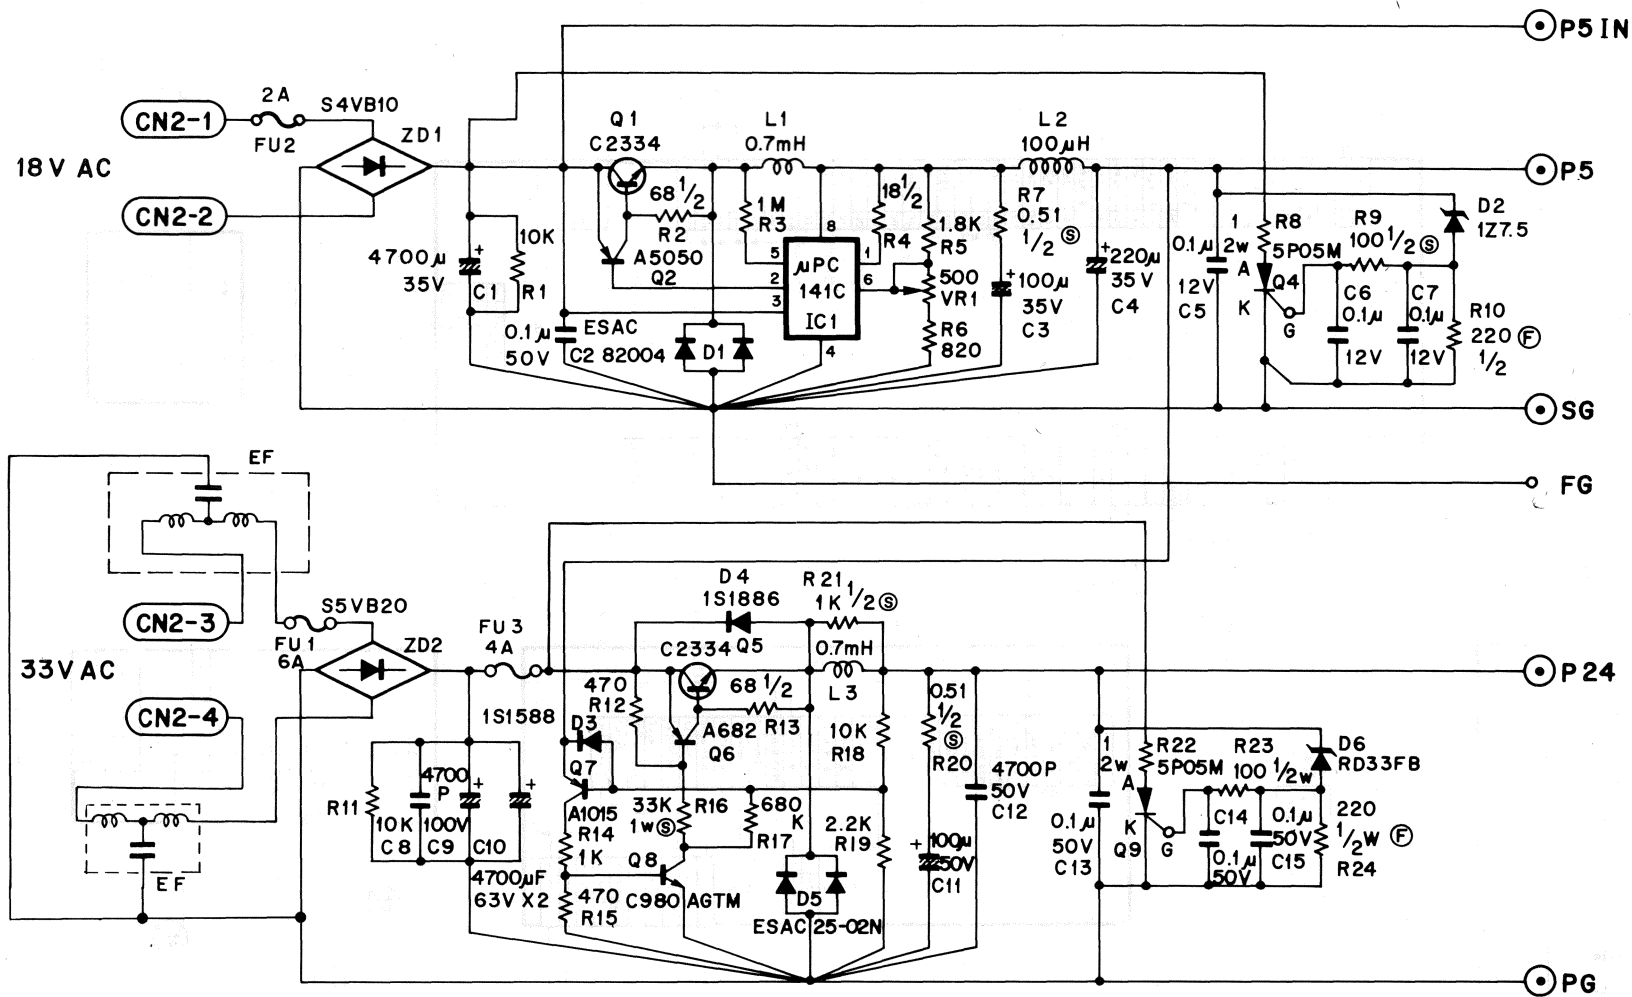 P5IN
2A
S4VB10
CN2-1
FU2
ZD1
18V AC
CN2-2
Q1
C2334
L1
0.7mH
L2
100μH
P5
68 1/2
R2
A5050
Q2
1M
R3
18 1/2
R4
1.8K
R5
R7
0.51
1/2 Ⓢ
4700μ
35V
+
C1
10K
R1
5
2
3
8
1
6
4
μPC
141C
IC1
500
VR1
R6
820
+
100μ
35V
C3
+
220μ
35V
C4
0.1μ
50V
C2
ESAC
82004
D1
0.1μ
12V
C5
1
2w
R8
5P05M
A
Q4
K
G
R9
100 1/2 Ⓢ
D2
1Z7.5
C6
0.1μ
12V
C7
0.1μ
12V
R10
220 Ⓕ
1/2
SG
FG
EF
CN2-3
S5VB20
FU1
6A
ZD2
33V AC
CN2-4
FU3
4A
D4
1S1886
Q5
C2334
R21
1K 1/2 Ⓢ
0.7mH
L3
P24
470
R12
68 1/2
R13
A682
Q6
1S1588
D3
Q7
A1015
R14
1K
470
R15
33K
1w Ⓢ
R16
680
K
R17
Q8
C980 AGTM
10K
R18
2.2K
R19
0.51
1/2
Ⓢ
R20
+
100μ
50V
C11
4700P
50V
C12
D5
ESAC 25-02N
R11
10K
4700
P
100V
C8
C9
C10
+
+
4700μF
63V X2
EF
0.1μ
50V
C13
1
2w
R22
5P05M
A
K
Q9
G
R23
100 1/2w
D6
RD33FB
C14
0.1μ
50V
0.1μ
50V
C15
220
1/2W Ⓕ
R24
PG